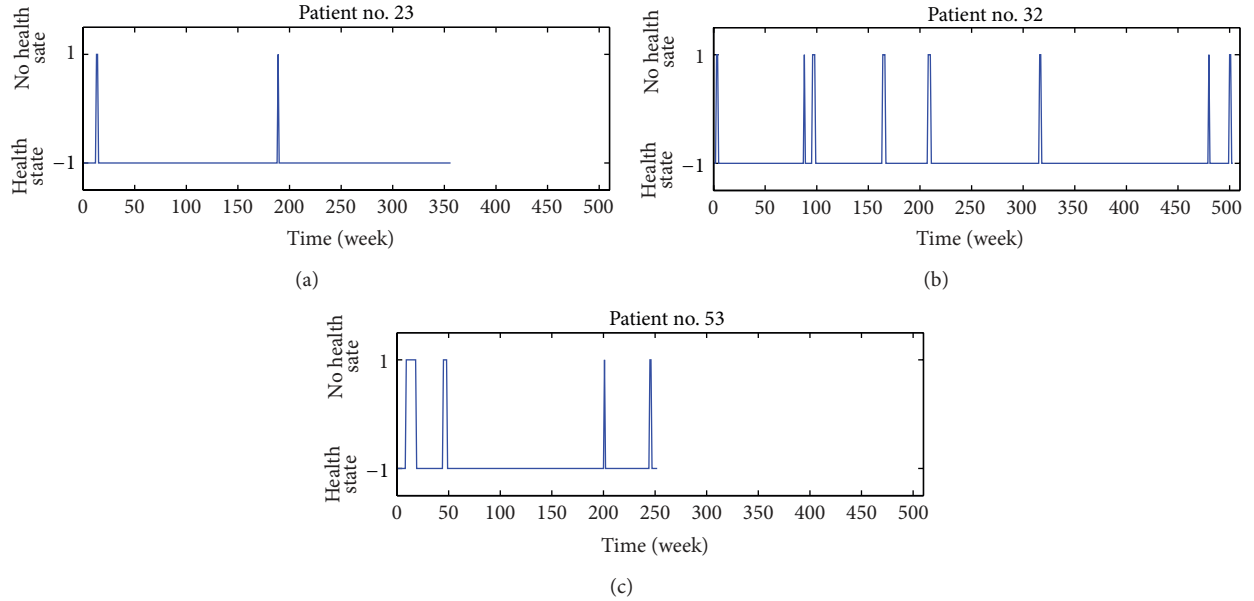 Patient no. 23
No health
sate
1
Health
state
−1
0 50 100 150 200 250 300 350 400 450 500
Time (week)
(a)
Patient no. 32
No health
sate
1
Health
state
−1
0 50 100 150 200 250 300 350 400 450 500
Time (week)
(b)
Patient no. 53
No health
sate
1
Health
state
−1
0 50 100 150 200 250 300 350 400 450 500
Time (week)
(c)